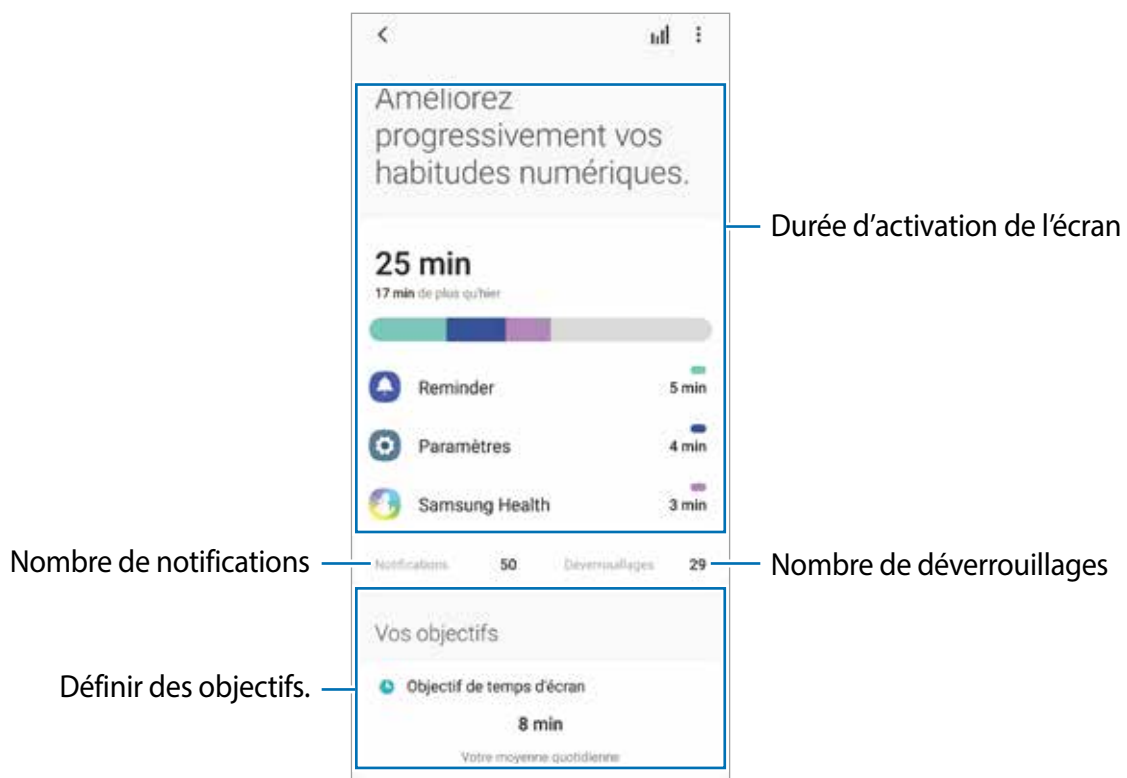 Améliorez
progressivement vos
habitudes numériques.
Durée d'activation de l'écran
25 min
17 min de plus qu'hier
Reminder
5 min
Paramètres
4 min
Samsung Health
3 min
Nombre de notifications
Notifications 50 Déverrouillages 29
Nombre de déverrouillages
Vos objectifs
Définir des objectifs.
Objectif de temps d'écran
8 min
Votre moyenne quotidienne